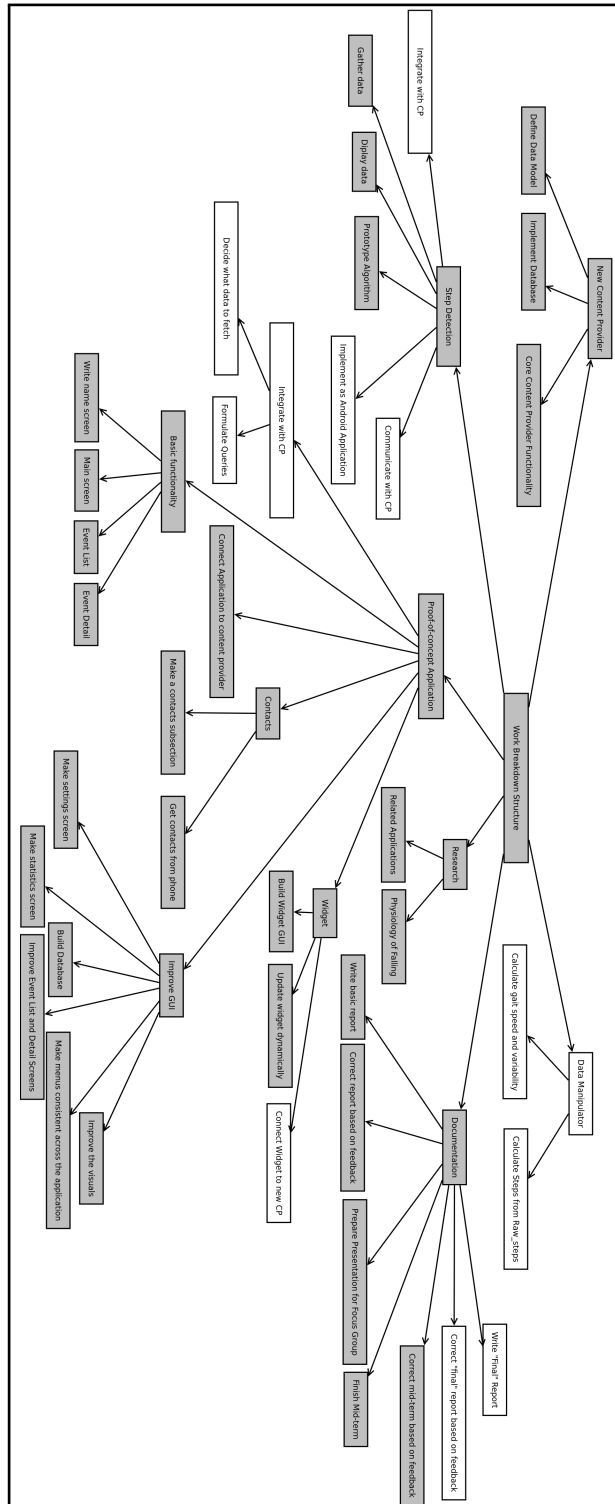 Work Breakdown Structure
New Content Provider
Define Data Model
Implement Database
Core Content Provider Functionality
Step Detection
Integrate with CP
Gather data
Diplay data
Prototype Algorithm
Implement as Android Application
Communicate with CP
Proof-of-concept Application
Integrate with CP
Decide what data to fetch
Formulate Queries
Basic functionality
Write name screen
Main screen
Event List
Event Detail
Connect Application to content provider
Contacts
Make a contacts subsection
Get contacts from phone
Improve GUI
Make settings screen
Make statistics screen
Build Database
Improve Event List and Detail Screens
Make menus consistent across the application
Improve the visuals
Widget
Build Widget GUI
Update widget dynamically
Connect Widget to new CP
Research
Related Applications
Physiology of Falling
Documentation
Write basic report
Correct report based on feedback
Prepare Presentation for Focus Group
Finish Mid-term
Correct mid-term based on feedback
Correct "final" report based on feedback
Write "Final" Report
Data Manipulator
Calculate gait speed and variability
Calculate Steps from Raw_steps